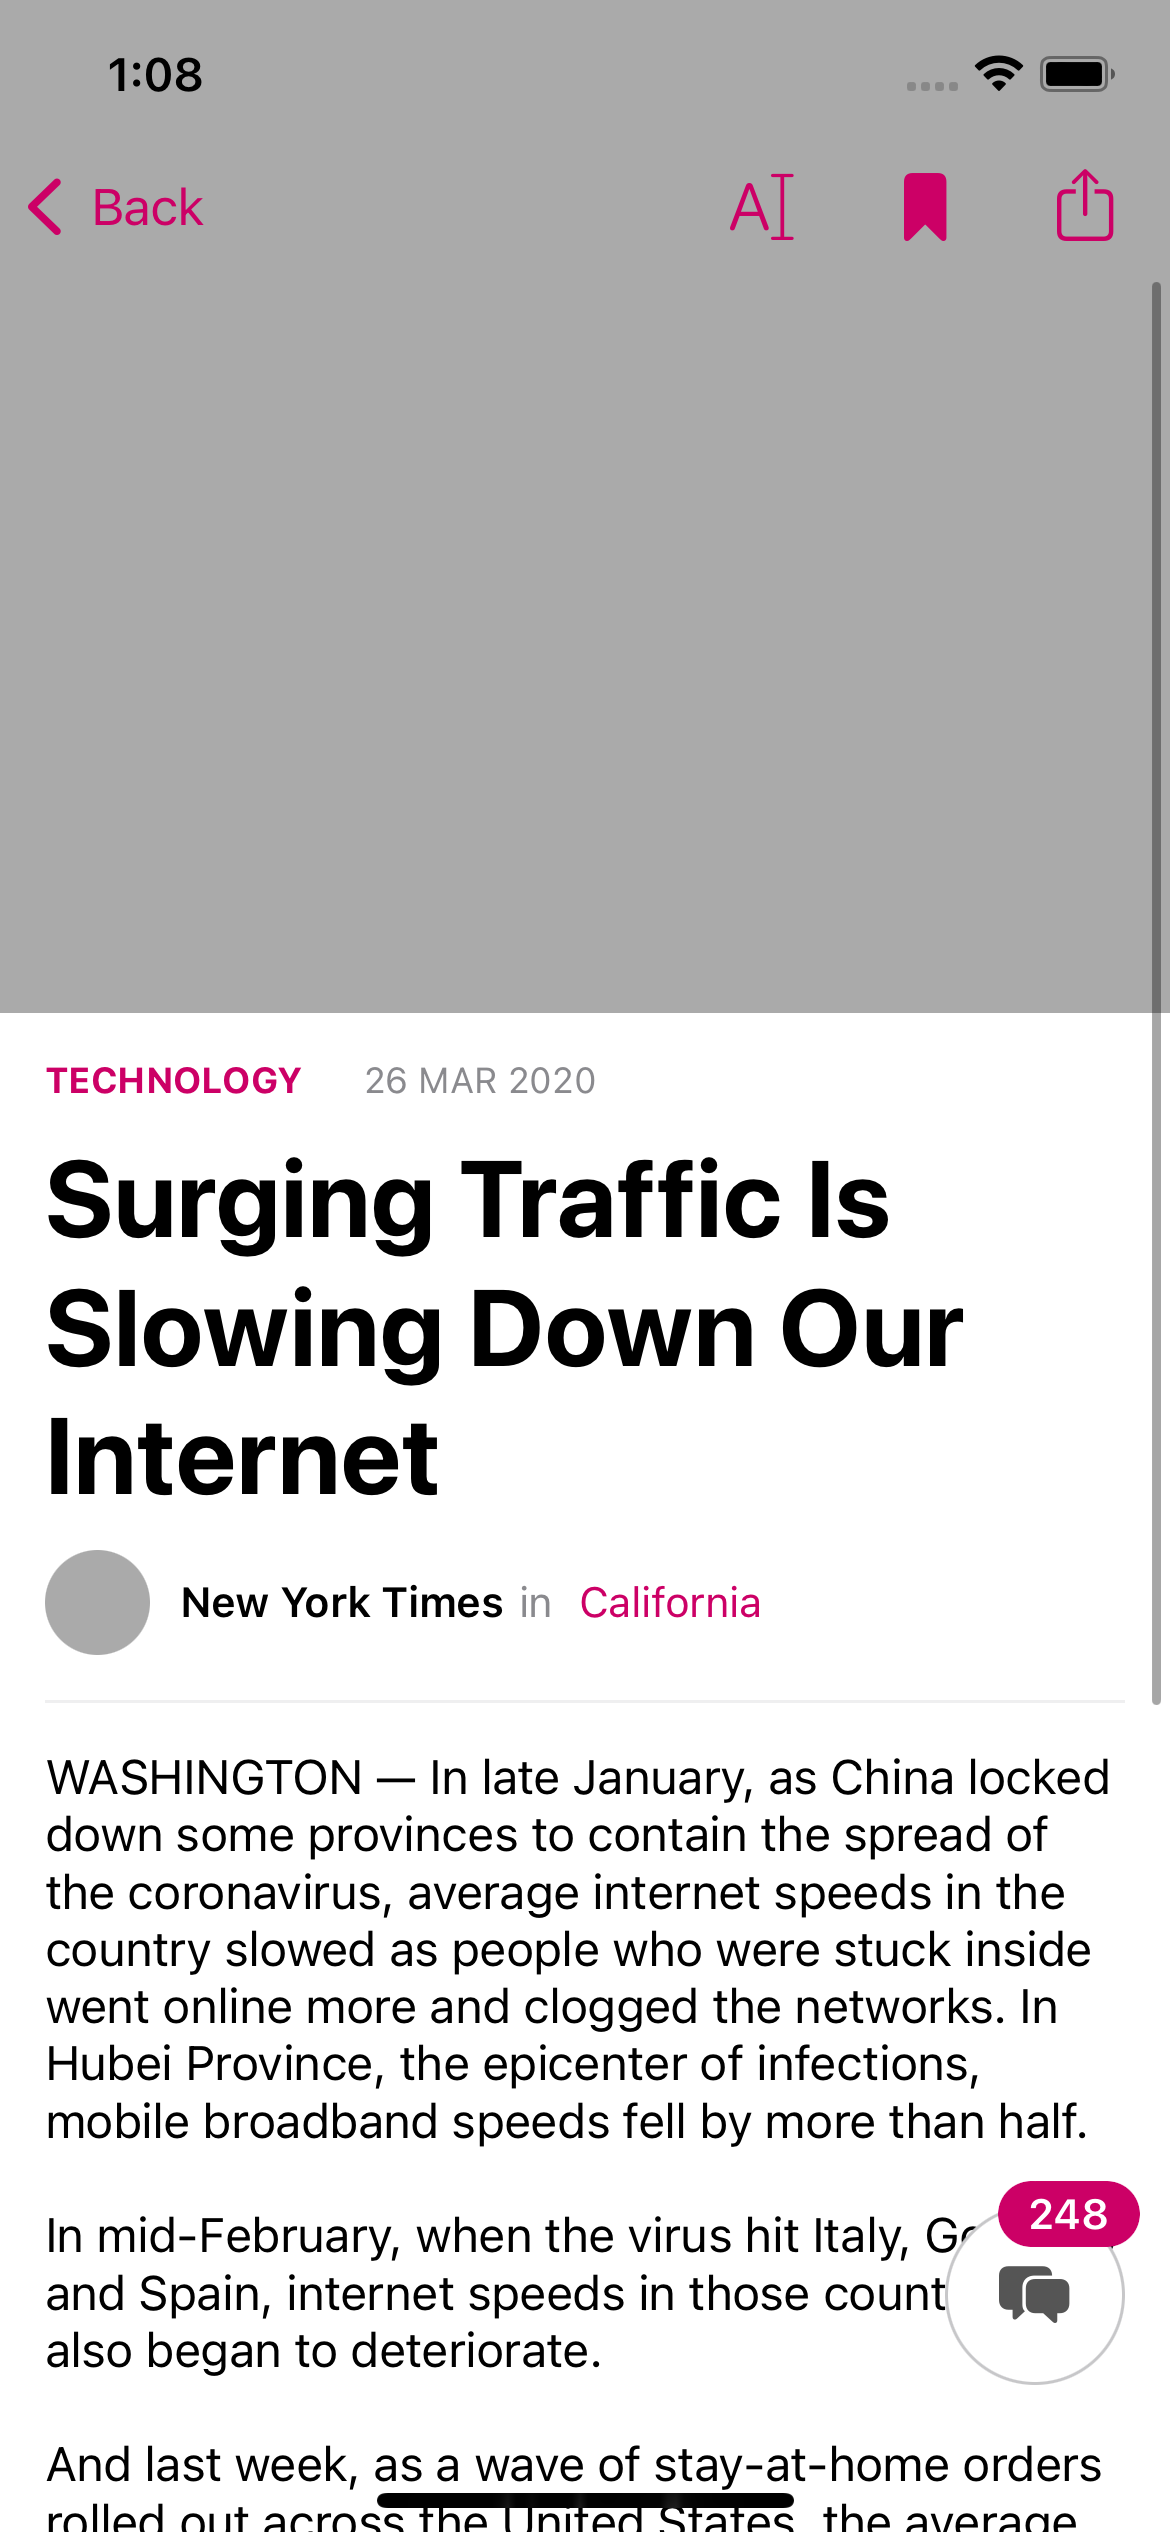 1:08
Back
AI
TECHNOLOGY 26 MAR 2020
Surging Traffic Is
Slowing Down Our
Internet
New York Times in California
WASHINGTON — In late January, as China locked
down some provinces to contain the spread of
the coronavirus, average internet speeds in the
country slowed as people who were stuck inside
went online more and clogged the networks. In
Hubei Province, the epicenter of infections,
mobile broadband speeds fell by more than half.
248
In mid-February, when the virus hit Italy,
and Spain, internet speeds in those
also began to deteriorate.
And last week, as a wave of stay-at-home orders
rolled out across the United States, the average